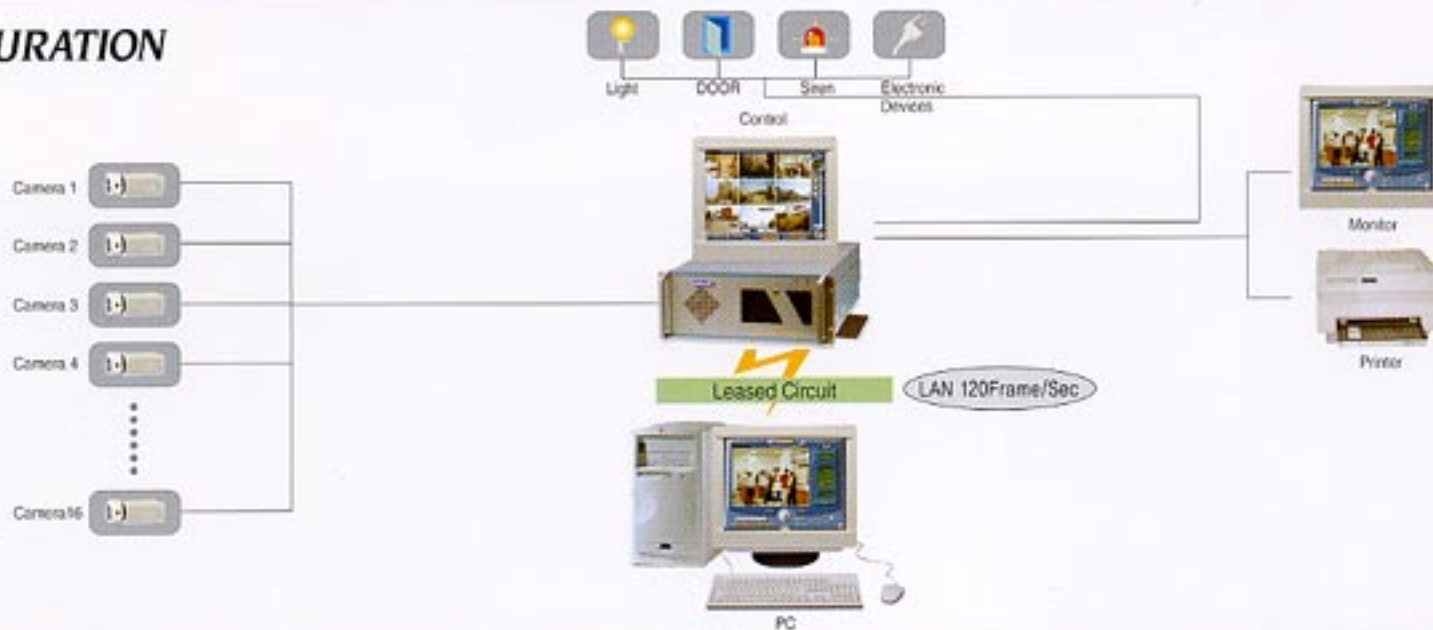 URATION
Light
DOOR
Siren
Electronic
Devices
Control
Camera 1
Camera 2
Camera 3
Camera 4
Camera16
Monitor
Printer
Leased Circuit
LAN 120Frame/Sec
PC